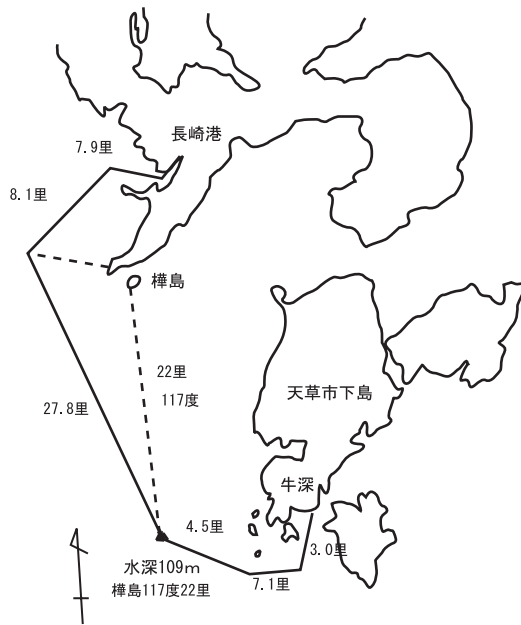 長崎港
7.9里
8.1里
樺島
22里
117度
天草市下島
27.8里
牛深
4.5里
3.0里
水深109m
7.1里
樺島117度22里